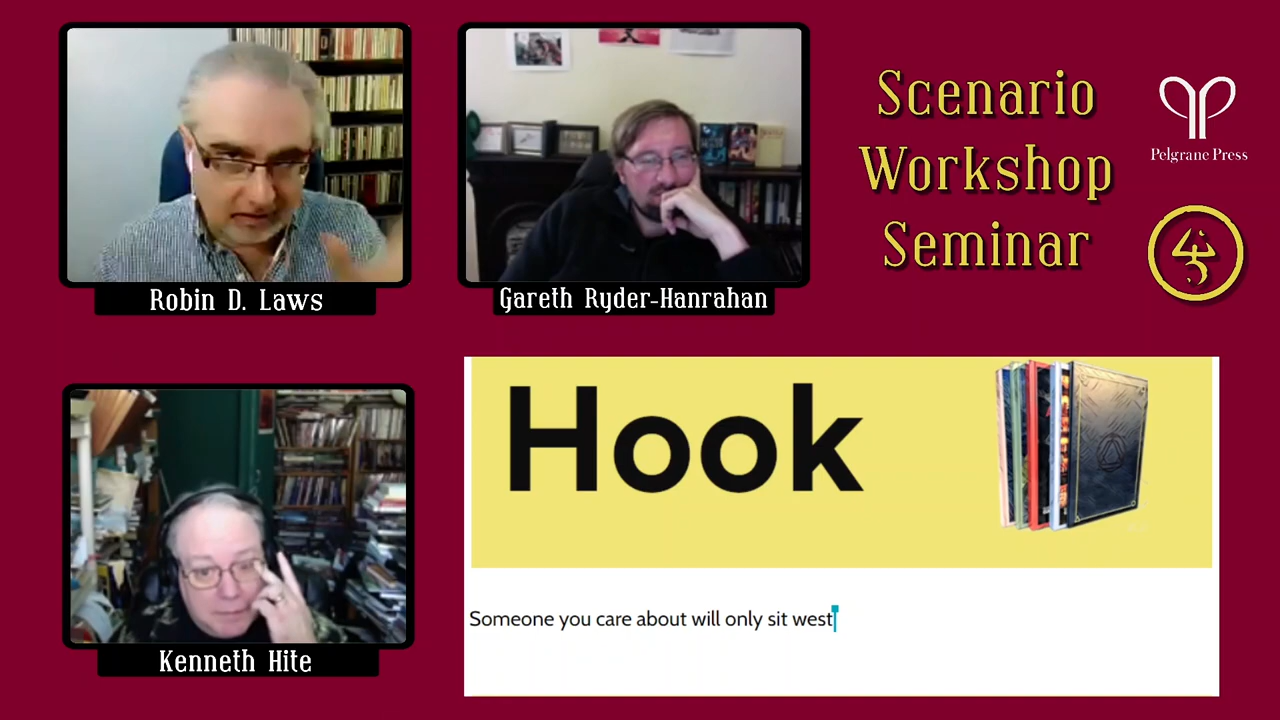 Scenario
Workshop
Seminar
Pelgrane Press
Robin D. Laws
Gareth Ryder-Hanrahan
Hook
Someone you care about will only sit west
Kenneth Hite